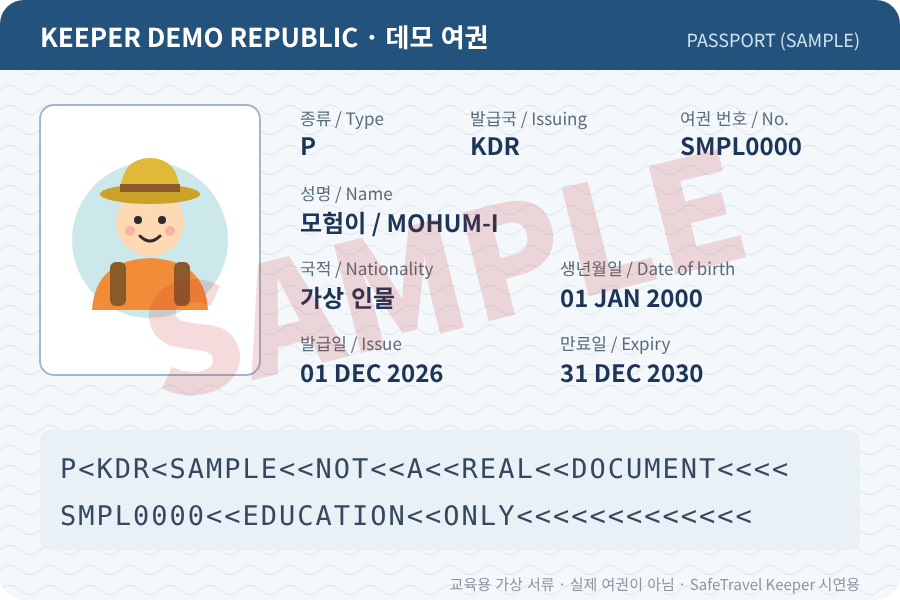 KEEPER DEMO REPUBLIC · 데모 여권
PASSPORT (SAMPLE)
종류 / Type 발급국 / Issuing 여권 번호 / No.
P KDR SMPL0000
성명 / Name
모험이 / MOHUM-I
국적 / Nationality 생년월일 / Date of birth
가상 인물 01 JAN 2000
발급일 / Issue 만료일 / Expiry
01 DEC 2026 31 DEC 2030
SAMPLE
P<KDR<SAMPLE<<NOT<<A<<REAL<<DOCUMENT<<<<
SMPL0000<<EDUCATION<<ONLY<<<<<<<<<<<<<
교육용 가상 서류 · 실제 여권이 아님 · SafeTravel Keeper 시연용